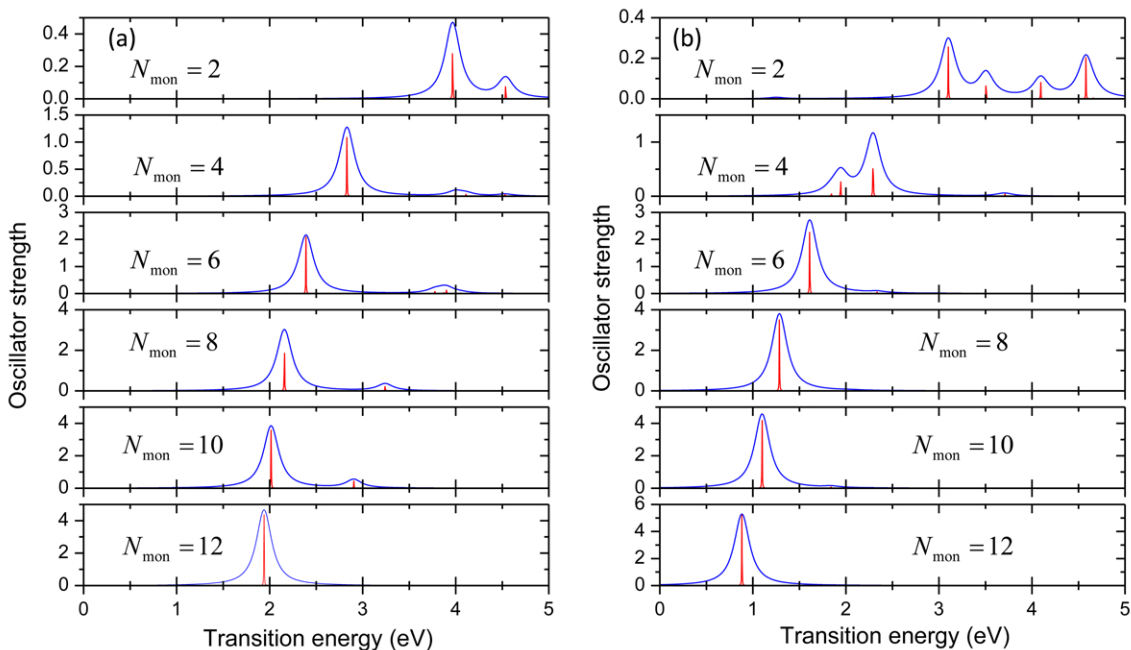 (a)
0.4
0.2
0.0
N_mon = 2
1.5
1.0
0.5
0.0
N_mon = 4
3
2
1
0
N_mon = 6
4
2
0
N_mon = 8
4
2
0
N_mon = 10
4
2
0
N_mon = 12
0 1 2 3 4 5
Oscillator strength
Transition energy (eV)
(b)
0.4
0.2
0.0
N_mon = 2
1
0
N_mon = 4
3
2
1
0
N_mon = 6
4
2
0
N_mon = 8
4
2
0
N_mon = 10
6
4
2
0
N_mon = 12
0 1 2 3 4 5
Oscillator strength
Transition energy (eV)